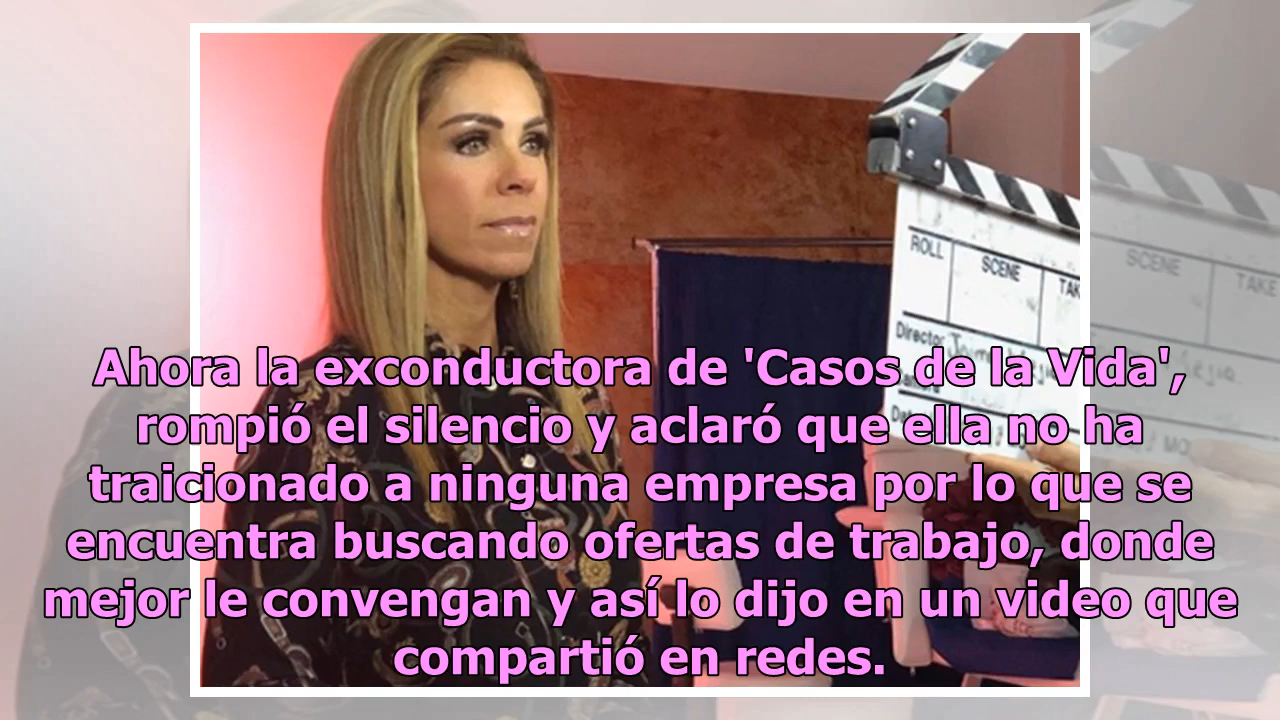 ROLL
SCENE
TAK
SCENE
TAKE
Director
Ahora la exconductora de 'Casos de la Vida',
rompió el silencio y aclaró que ella no ha
traicionado a ninguna empresa por lo que se
encuentra buscando ofertas de trabajo, donde
mejor le convengan y así lo dijo en un video que
compartió en redes.